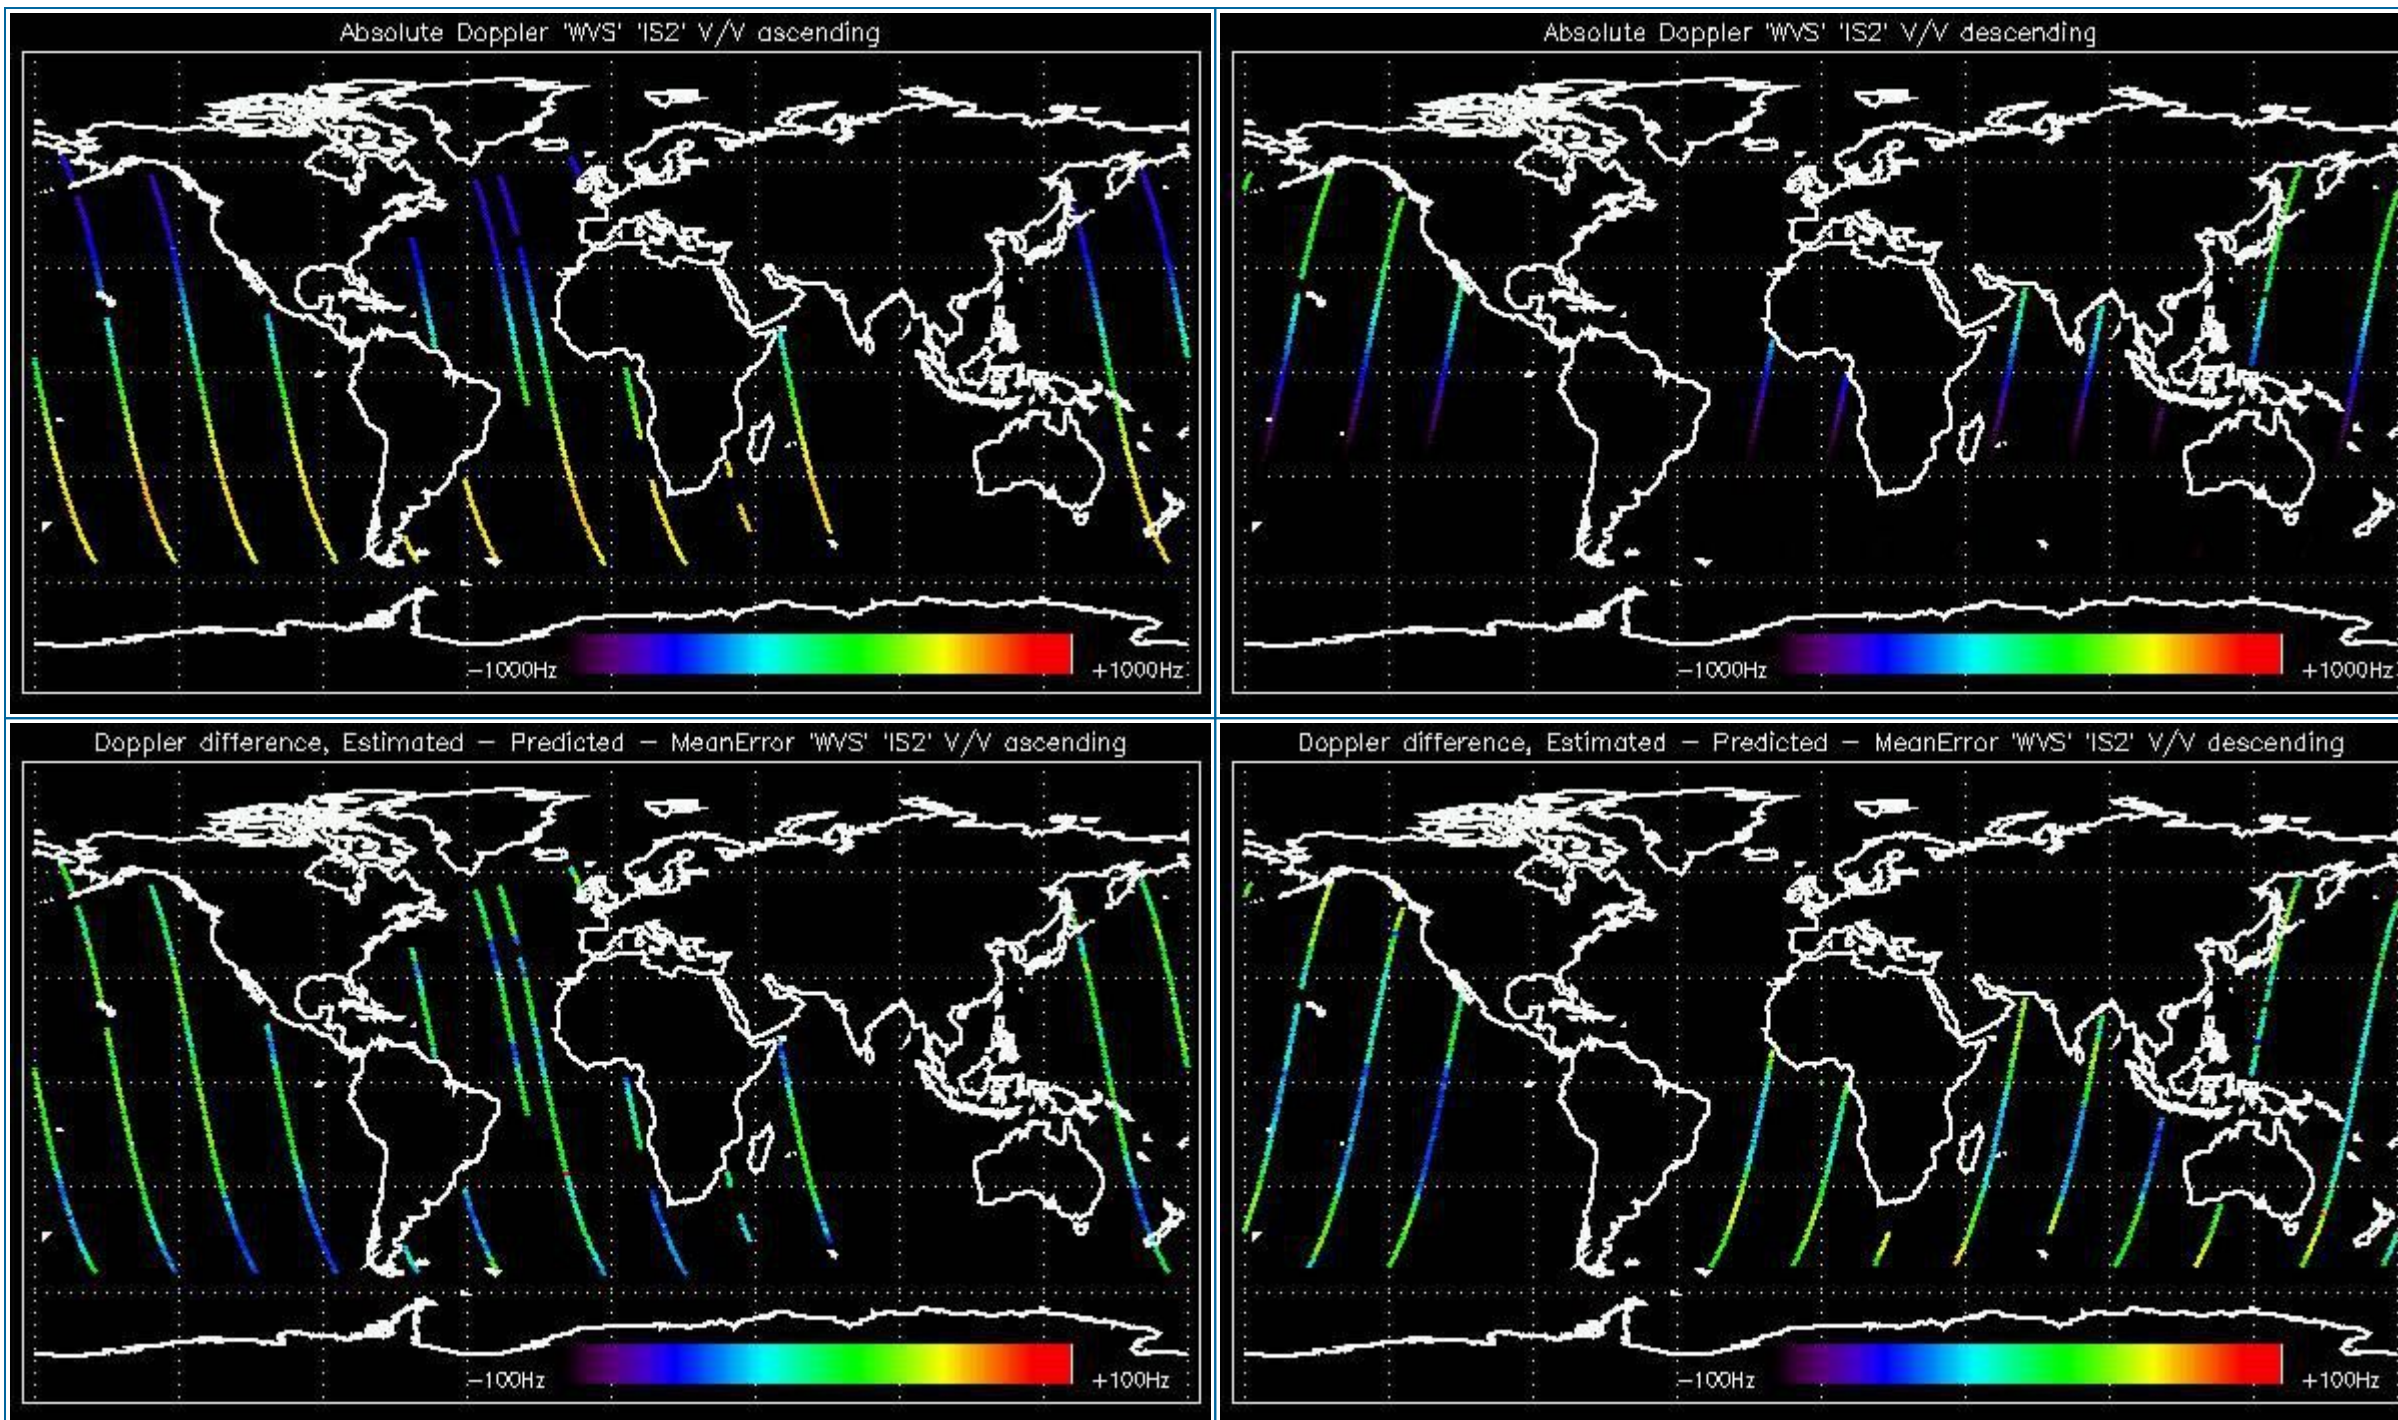 Absolute Doppler 'WVS' 'IS2' V/V ascending
-1000Hz +1000Hz
Absolute Doppler 'WVS' 'IS2' V/V descending
-1000Hz +1000Hz
Doppler difference, Estimated - Predicted - MeanError 'WVS' 'IS2' V/V ascending
-100Hz +100Hz
Doppler difference, Estimated - Predicted - MeanError 'WVS' 'IS2' V/V descending
-100Hz +100Hz